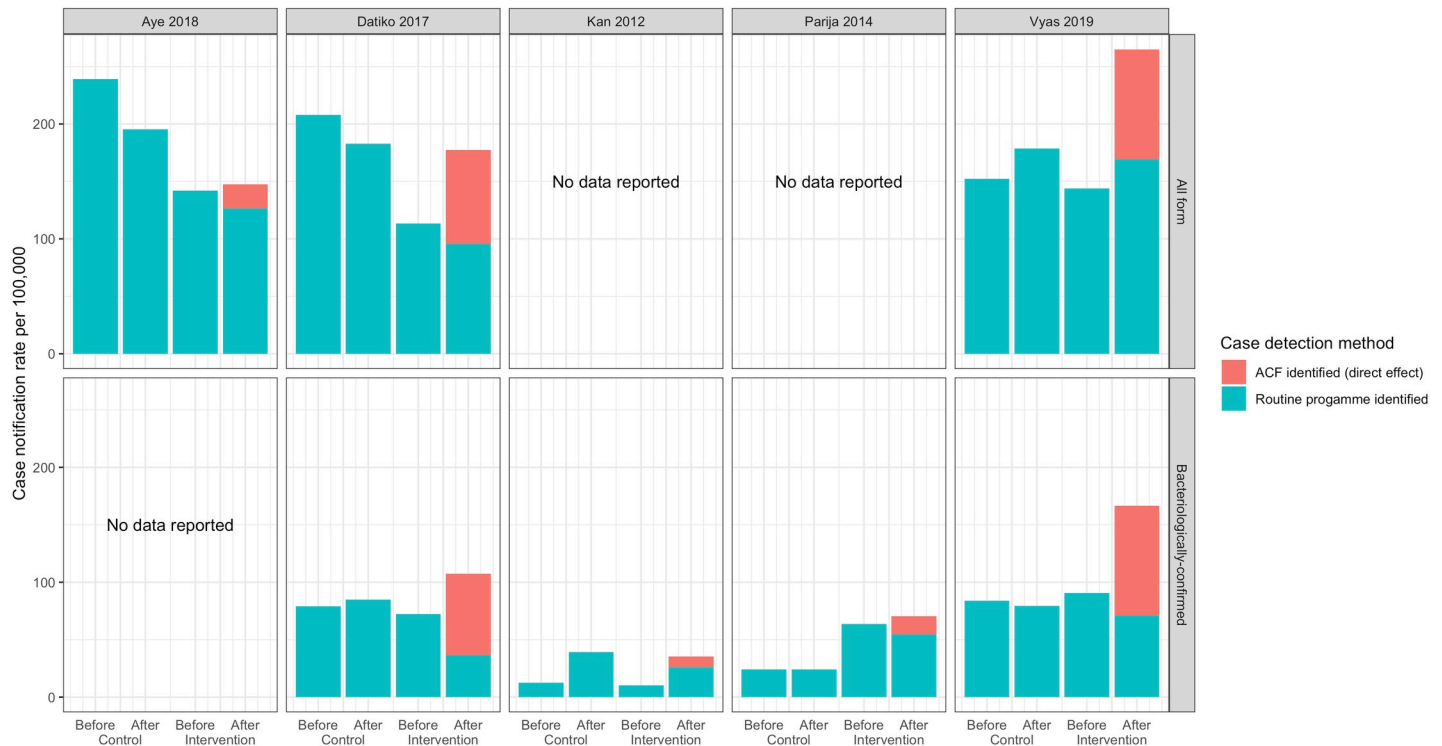 Aye 2018
Datiko 2017
Kan 2012
Parija 2014
Vyas 2019
Case notification rate per 100,000
200
100
0
No data reported
No data reported
All form
200
100
0
No data reported
Bacteriologically-confirmed
Before After Before After
Control Intervention
Before After Before After
Control Intervention
Before After Before After
Control Intervention
Before After Before After
Control Intervention
Before After Before After
Control Intervention
Case detection method
ACF identified (direct effect)
Routine progamme identified